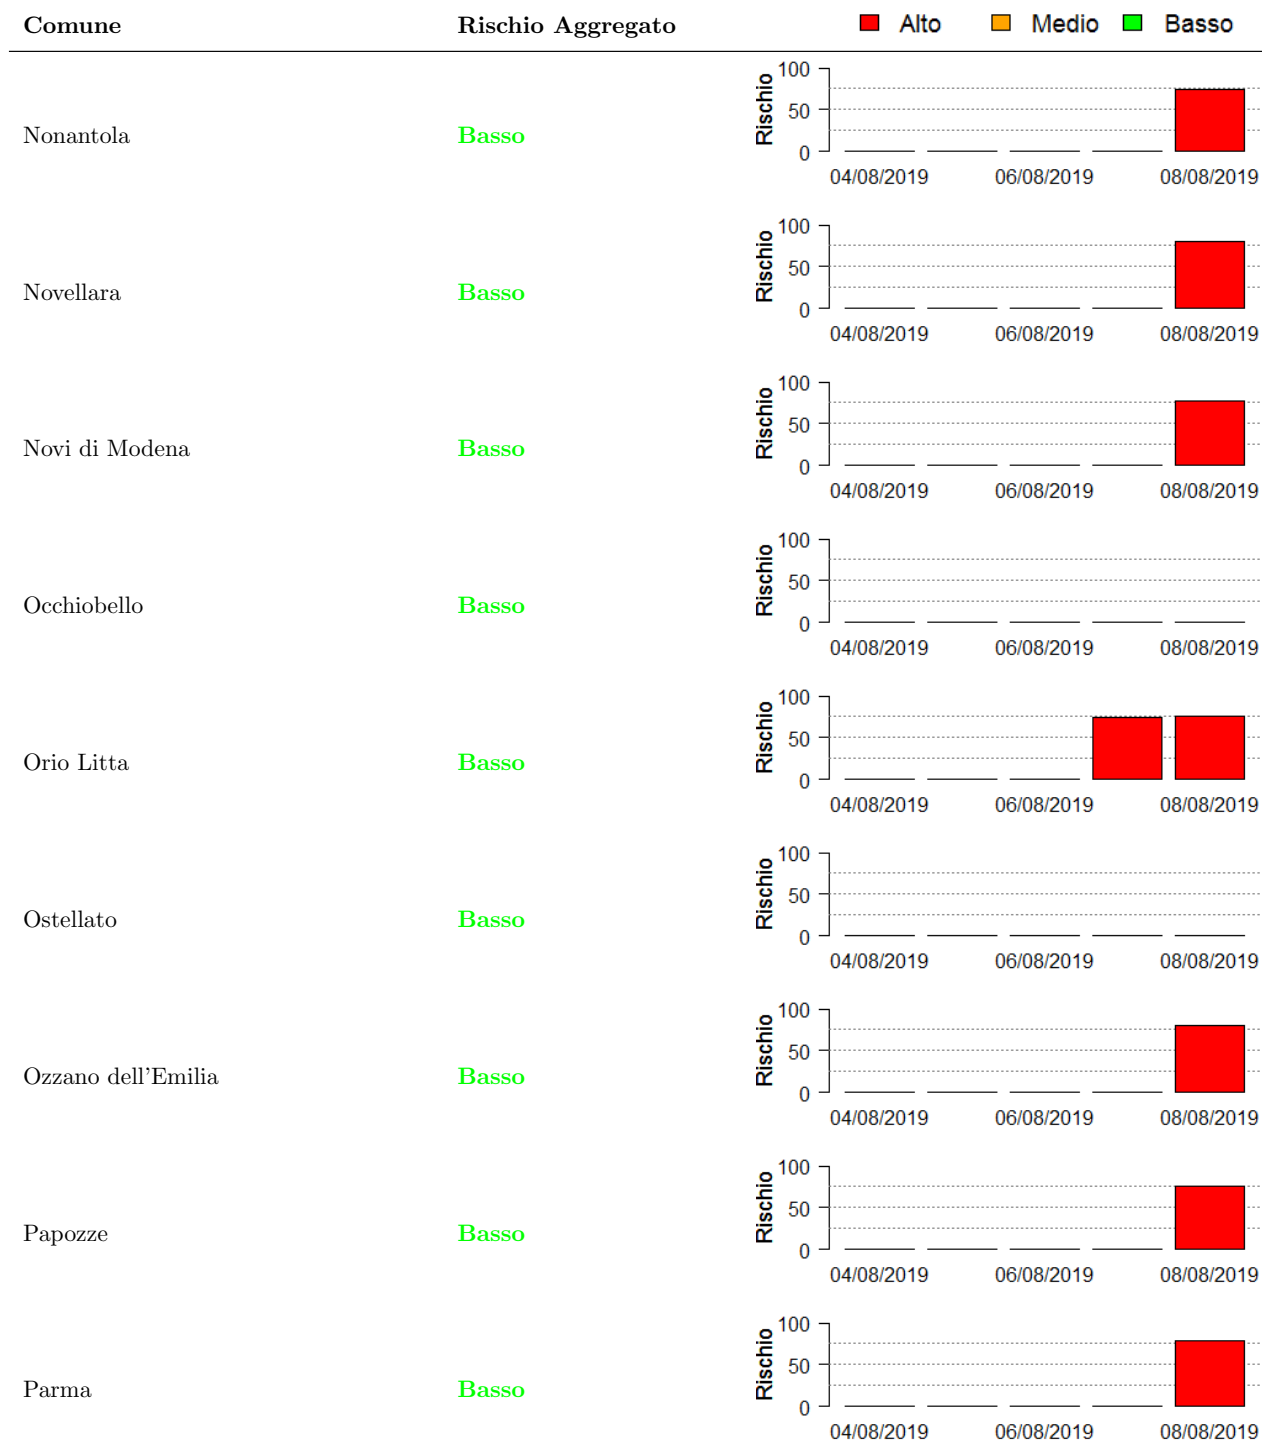 Comune Rischio Aggregato Alto Medio Basso
Nonantola Basso Rischio 100 50 0
04/08/2019 06/08/2019 08/08/2019
Novellara Basso Rischio 100 50 0
04/08/2019 06/08/2019 08/08/2019
Novi di Modena Basso Rischio 100 50 0
04/08/2019 06/08/2019 08/08/2019
Occhiobello Basso Rischio 100 50 0
04/08/2019 06/08/2019 08/08/2019
Orio Litta Basso Rischio 100 50 0
04/08/2019 06/08/2019 08/08/2019
Ostellato Basso Rischio 100 50 0
04/08/2019 06/08/2019 08/08/2019
Ozzano dell'Emilia Basso Rischio 100 50 0
04/08/2019 06/08/2019 08/08/2019
Papozze Basso Rischio 100 50 0
04/08/2019 06/08/2019 08/08/2019
Parma Basso Rischio 100 50 0
04/08/2019 06/08/2019 08/08/2019